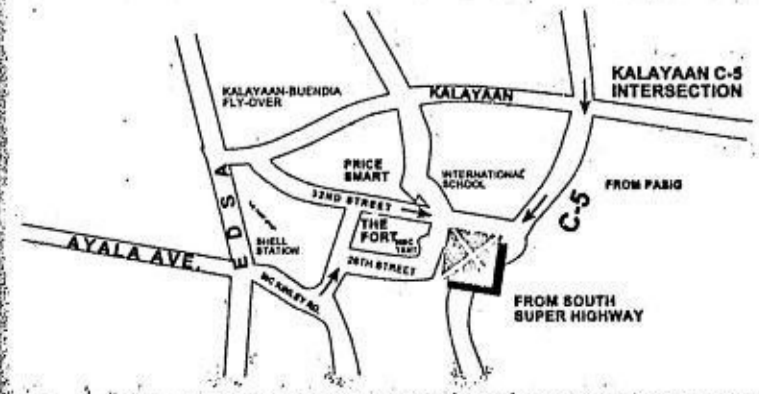 KALAYAAN C-5
INTERSECTION
KALAYAAN-BUENDIA
FLY-OVER
KALAYAAN
PRICE
SMART
INTERNATIONAL
SCHOOL
FROM PASIG
32ND STREET
C-5
EDSA
THE
FORT
TENT
SHELL
STATION
AYALA AVE.
26TH STREET
MC KINLEY RD.
FROM SOUTH
SUPER HIGHWAY